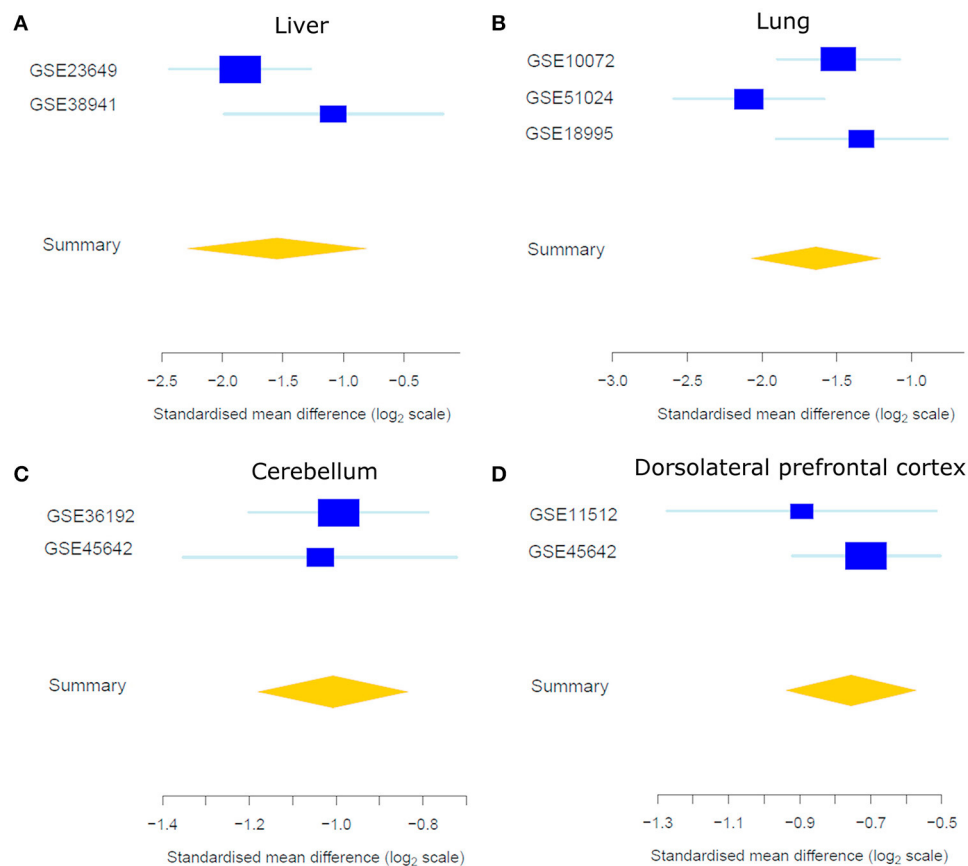 A
Liver
GSE23649
GSE38941
Summary
−2.5 −2.0 −1.5 −1.0 −0.5
Standardised mean difference (log2 scale)
B
Lung
GSE10072
GSE51024
GSE18995
Summary
−3.0 −2.5 −2.0 −1.5 −1.0
Standardised mean difference (log2 scale)
C
Cerebellum
GSE36192
GSE45642
Summary
−1.4 −1.2 −1.0 −0.8
Standardised mean difference (log2 scale)
D
Dorsolateral prefrontal cortex
GSE11512
GSE45642
Summary
−1.3 −1.1 −0.9 −0.7 −0.5
Standardised mean difference (log2 scale)